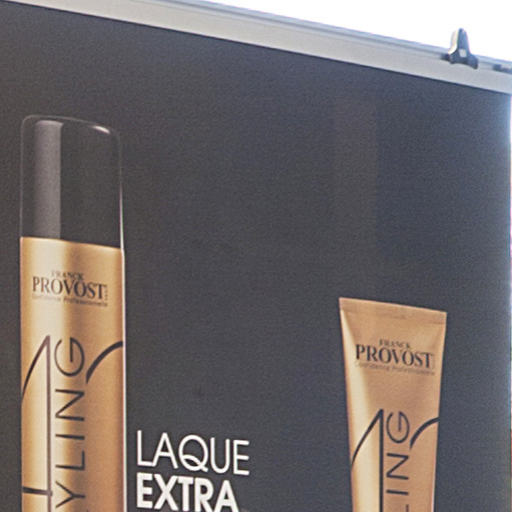 FRANCK
PROVOST
YLING
LAQUE
EXTRA
FRANCK
PROVOST
LING